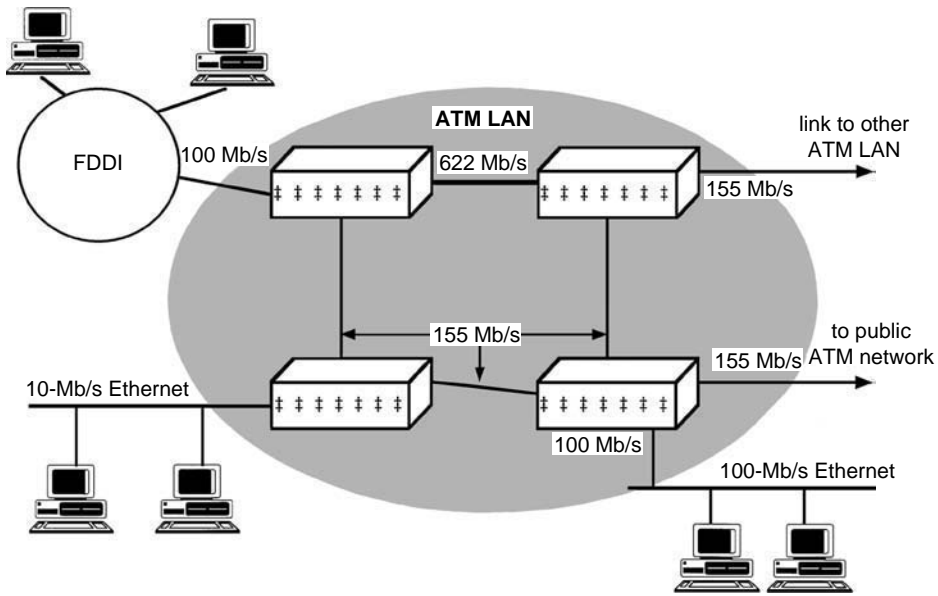 ATM LAN
FDDI
100 Mb/s
622 Mb/s
link to other
ATM LAN
155 Mb/s
155 Mb/s
to public
ATM network
155 Mb/s
10-Mb/s Ethernet
100 Mb/s
100-Mb/s Ethernet